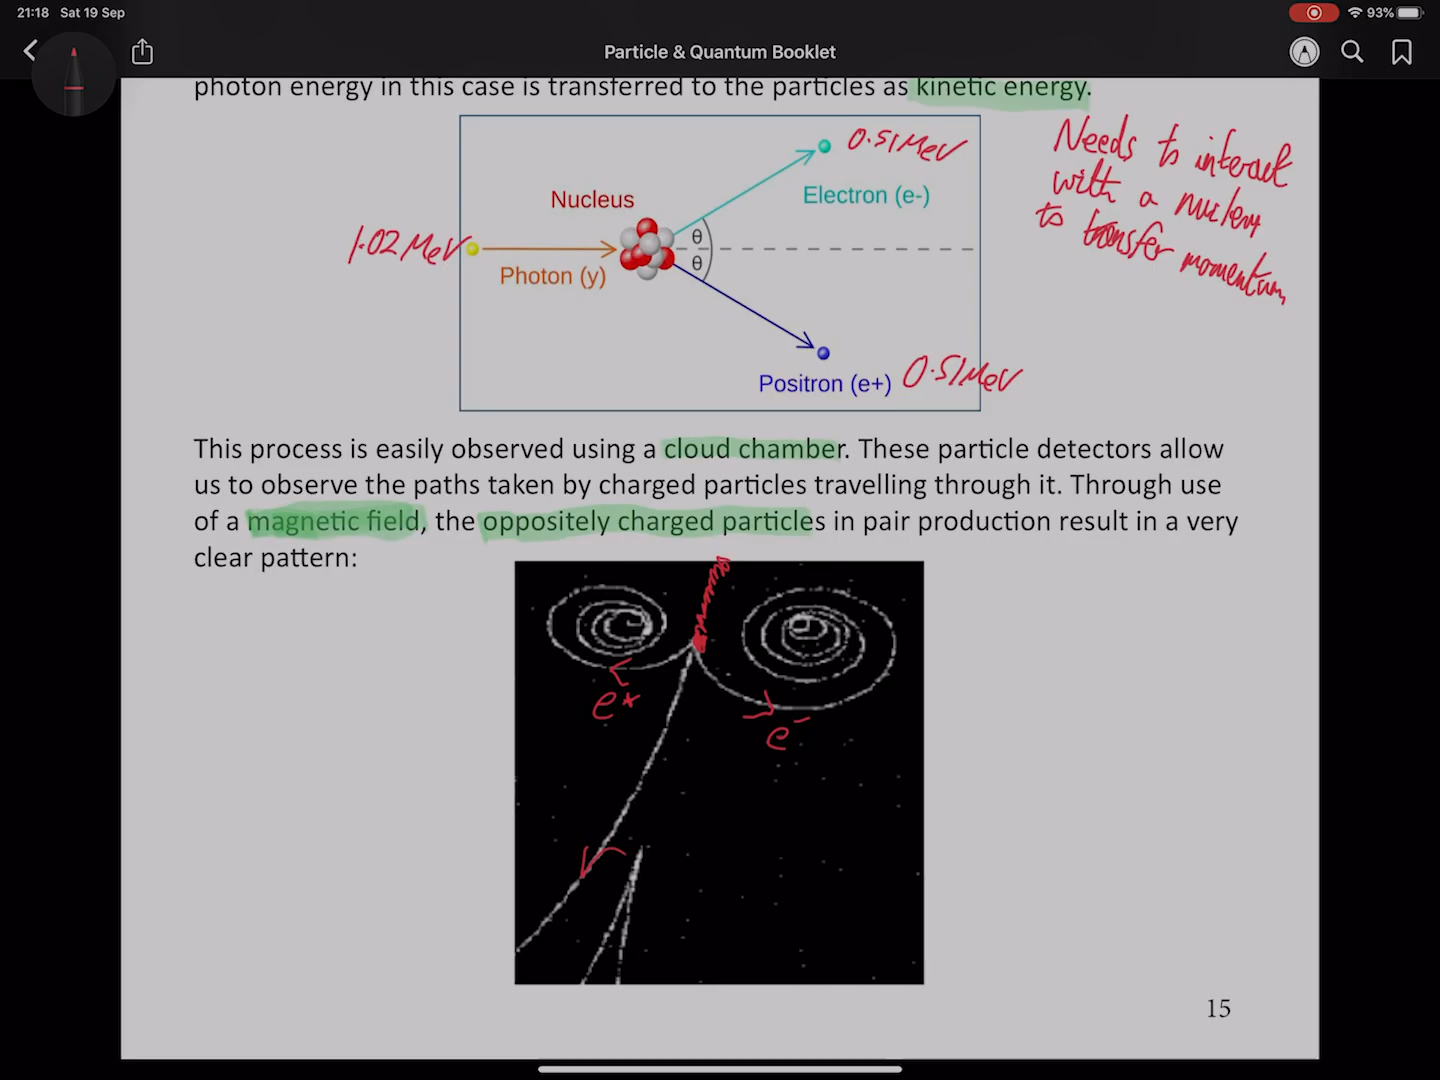 21:18 Sat 19 Sep
93%
Particle & Quantum Booklet
photon energy in this case is transferred to the particles as kinetic energy.
0.51MeV
Needs to interact
with a
to transfer momentum
Nucleus
Electron (e-)
1.02MeV
θ
θ
Photon (y)
Positron (e+)
0.51MeV
This process is easily observed using a cloud chamber. These particle detectors allow
us to observe the paths taken by charged particles travelling through it. Through use
of a magnetic field, the oppositely charged particles in pair production result in a very
clear pattern:
e+
e-
15